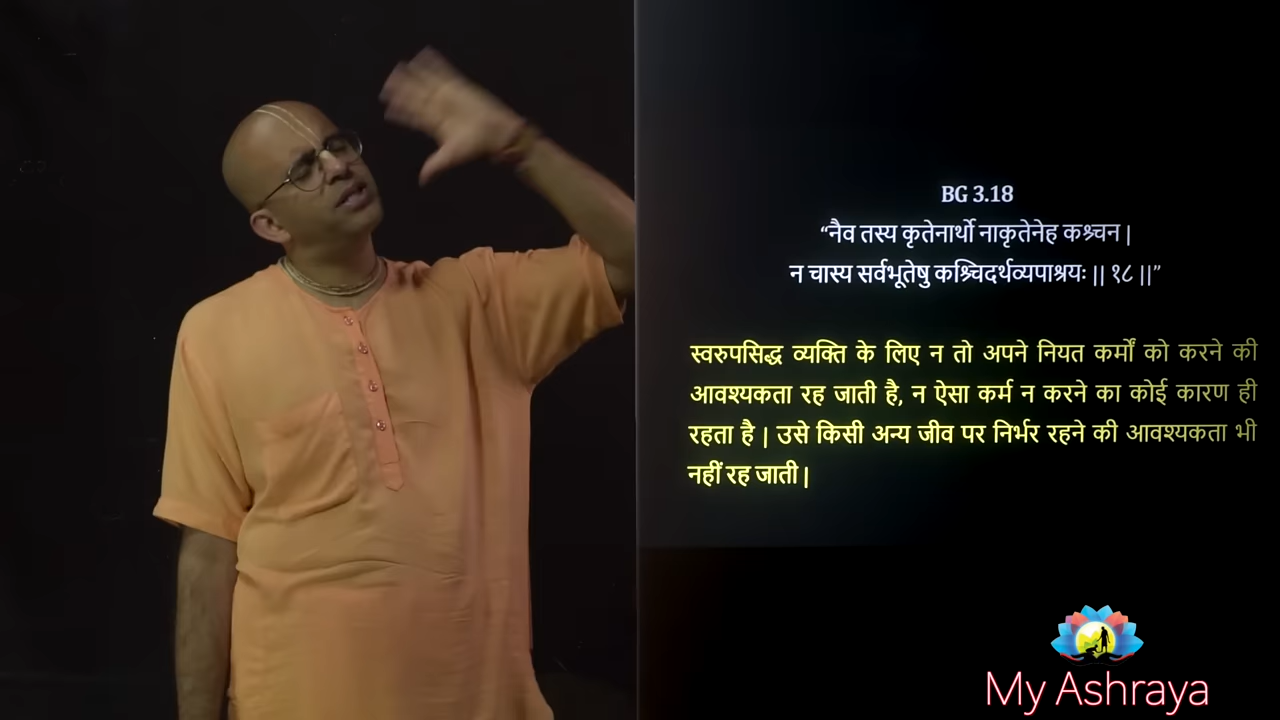 BG 3.18
“नैव तस्य कृतेनार्थो नाकृतेनेह कश्र्चन |
न चास्य सर्वभूतेषु कश्र्चिदर्थव्यपाश्रयः || १८ ||”
स्वरुपसिद्ध व्यक्ति के लिए न तो अपने नियत कर्मों को करने की
आवश्यकता रह जाती है, न ऐसा कर्म न करने का कोई कारण ही
रहता है | उसे किसी अन्य जीव पर निर्भर रहने की आवश्यकता भी
नहीं रह जाती |
My Ashraya